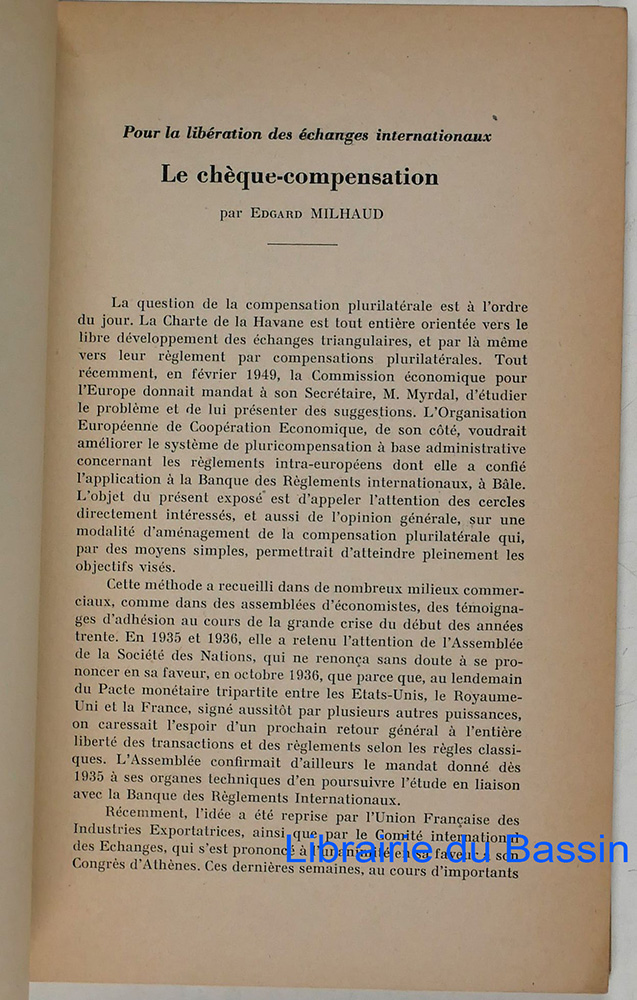 Pour la libération des échanges internationaux
Le chèque-compensation
par EDGARD MILHAUD
La question de la compensation plurilatérale est à l'ordre
du jour. La Charte de la Havane est tout entière orientée vers le
libre développement des échanges triangulaires, et par là même
vers leur règlement par compensations plurilatérales. Tout
récemment, en février 1949, la Commission économique pour
l'Europe donnait mandat à son Secrétaire, M. Myrdal, d'étudier
le problème et de lui présenter des suggestions. L'Organisation
Européenne de Coopération Economique, de son côté, voudrait
améliorer le système de pluricompensation à base administrative
concernant les règlements intra-européens dont elle a confié
l'application à la Banque des Règlements internationaux, à Bâle.
L'objet du présent exposé est d'appeler l'attention des cercles
directement intéressés, et aussi de l'opinion générale, sur une
modalité d'aménagement de la compensation plurilatérale qui,
par des moyens simples, permettrait d'atteindre pleinement les
objectifs visés.
Cette méthode a recueilli dans de nombreux milieux commer-
ciaux, comme dans des assemblées d'économistes, des témoigna-
ges d'adhésion au cours de la grande crise du début des années
trente. En 1935 et 1936, elle a retenu l'attention de l'Assemblée
de la Société des Nations, qui ne renonça sans doute à se pro-
noncer en sa faveur, en octobre 1936, que parce que, au lendemain
du Pacte monétaire tripartite entre les Etats-Unis, le Royaume-
Uni et la France, signé aussitôt par plusieurs autres puissances,
on caressait l'espoir d'un prochain retour général à l'entière
liberté des transactions et des règlements selon les règles classi-
ques. L'Assemblée confirmait d'ailleurs le mandat donné dès
1935 à ses organes techniques d'en poursuivre l'étude en liaison
avec la Banque des Règlements Internationaux.
Récemment, l'idée a été reprise par l'Union Française des
Industries Exportatrices, ainsi que par le Comité international
des Echanges, qui s'est prononcé à l'unanimité en sa faveur à son
Congrès d'Athènes. Ces dernières semaines, au cours d'importants
Librairie du Bassin